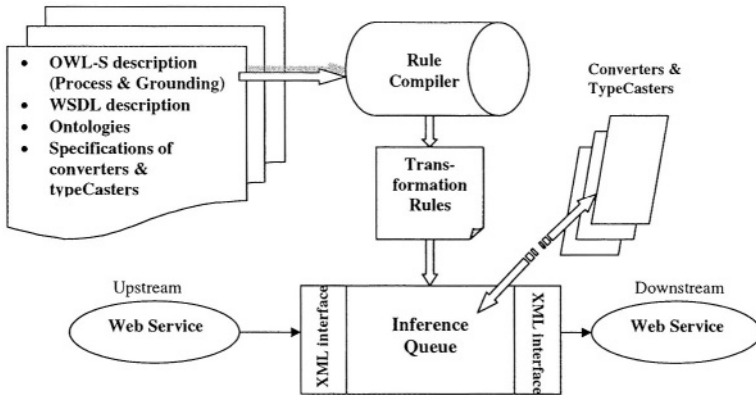 • OWL-S description
(Process & Grounding)
• WSDL description
• Ontologies
• Specifications of
converters &
typeCasters
Rule
Compiler
Converters &
TypeCasters
Trans-
formation
Rules
Upstream
Web Service
XML interface
Inference
Queue
XML interface
Downstream
Web Service